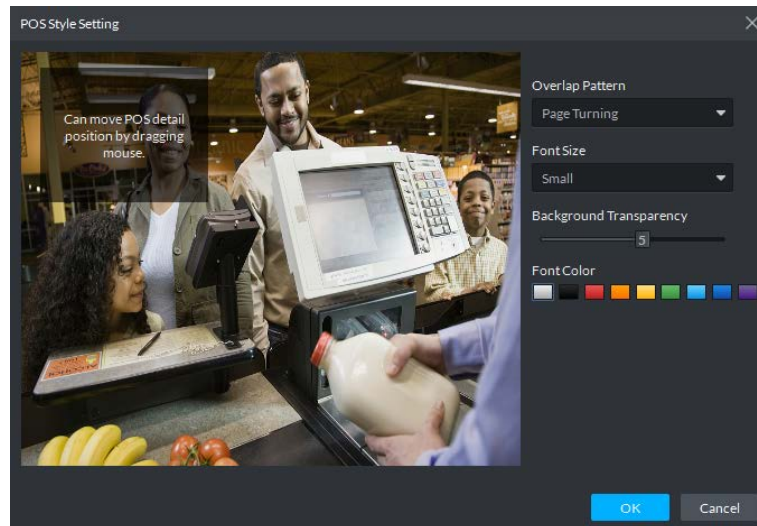 POS Style Setting
Can move POS detail
position by dragging
mouse.
Overlap Pattern
Page Turning
Font Size
Small
Background Transparency
5
Font Color
OK
Cancel